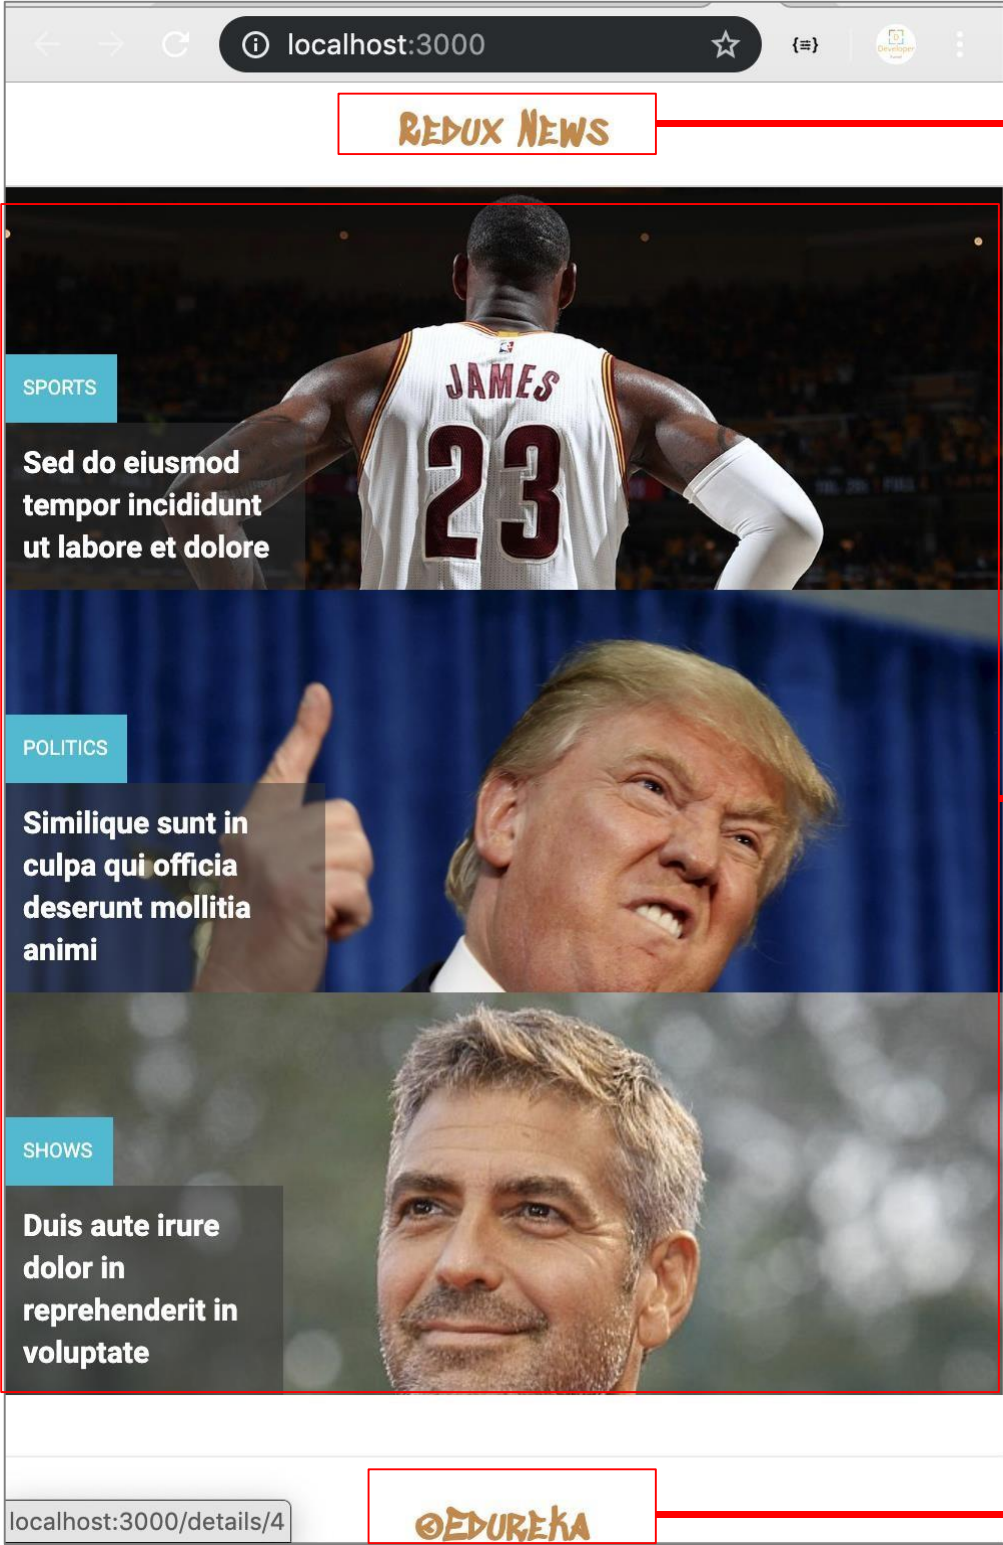 localhost:3000
{≡}
Developer
REDUX NEWS
JAMES
23
SPORTS
Sed do eiusmod
tempor incididunt
ut labore et dolore
POLITICS
Similique sunt in
culpa qui officia
deserunt mollitia
animi
SHOWS
Duis aute irure
dolor in
reprehenderit in
voluptate
localhost:3000/details/4
©EDUREKA